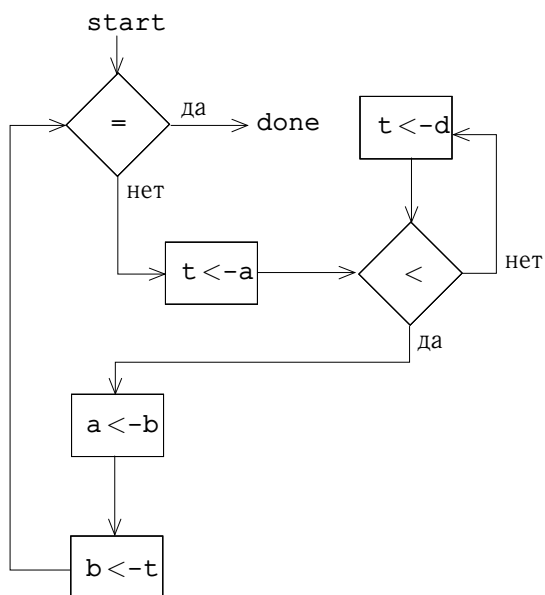 start
=
да
done
t<-d
нет
t<-a
<
нет
да
a<-b
b<-t